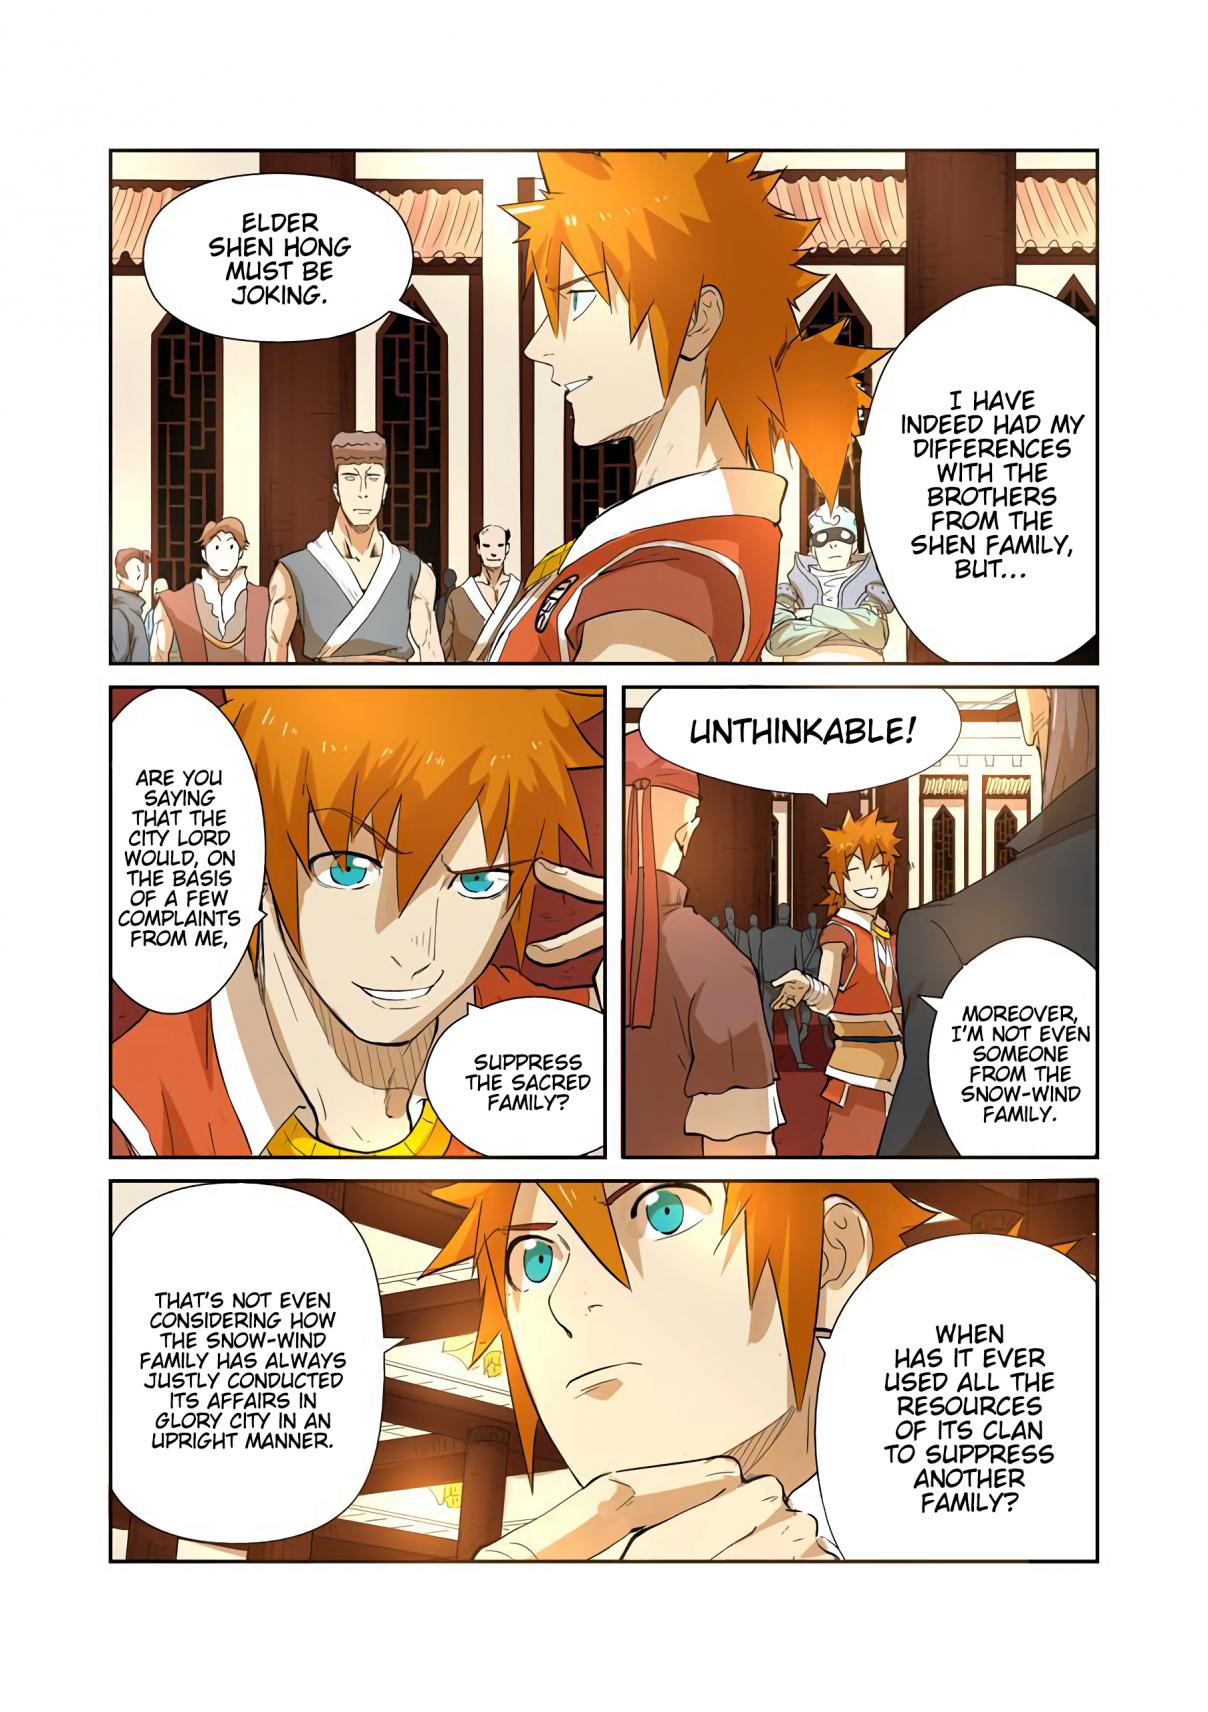 ELDER
SHEN HONG
MUST BE
JOKING.
I HAVE
INDEED HAD MY
DIFFERENCES
WITH THE
BROTHERS
FROM THE
SHEN FAMILY,
BUT...
ARE YOU
SAYING
THAT THE
CITY LORD
WOULD, ON
THE BASIS
OF A FEW
COMPLAINTS
FROM ME,
SUPPRESS
THE SACRED
FAMILY?
UNTHINKABLE!
MOREOVER,
I'M NOT EVEN
SOMEONE
FROM THE
SNOW-WIND
FAMILY.
THAT'S NOT EVEN
CONSIDERING HOW
THE SNOW-WIND
FAMILY HAS ALWAYS
JUSTLY CONDUCTED
ITS AFFAIRS IN
GLORY CITY IN AN
UPRIGHT MANNER.
WHEN
HAS IT EVER
USED ALL THE
RESOURCES
OF ITS CLAN
TO SUPPRESS
ANOTHER
FAMILY?